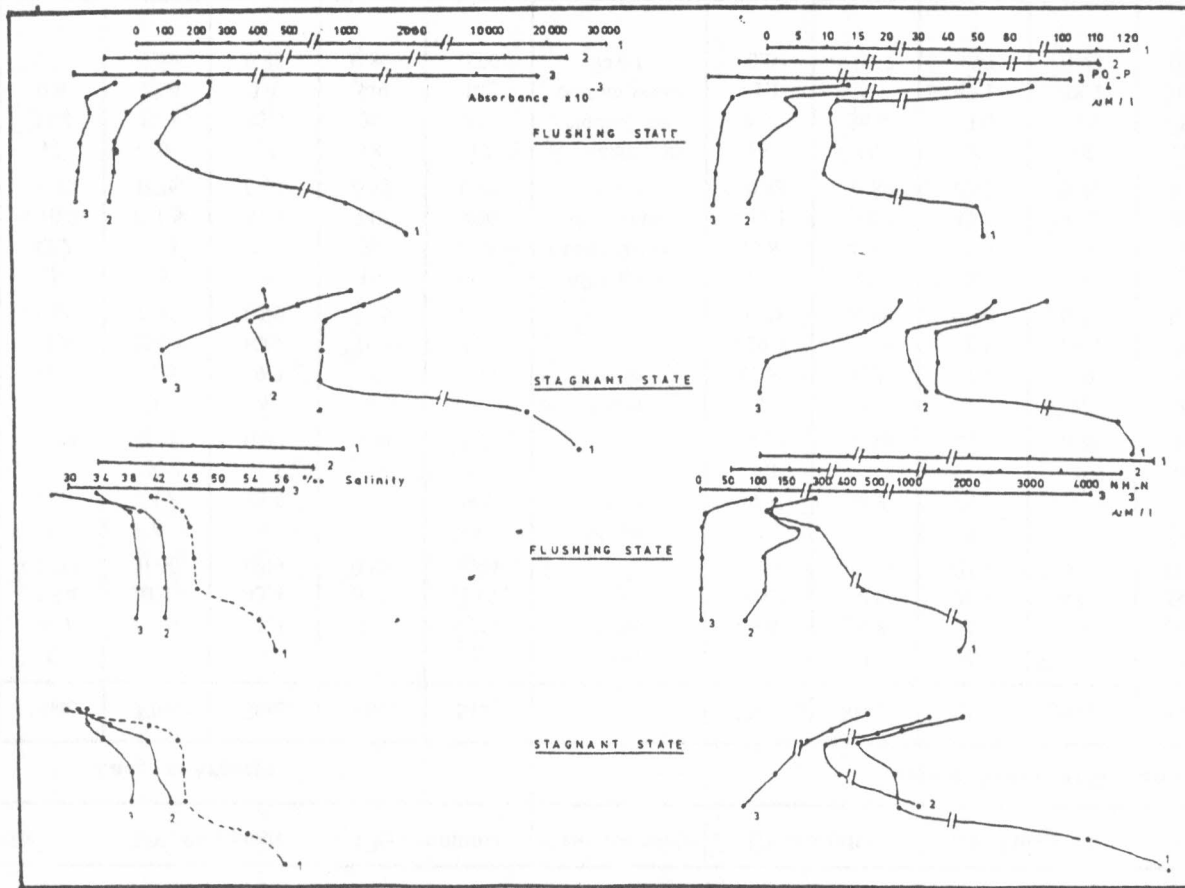 0 100 200 400 500 1000 2000 10000 20000 30000 1
2
3
Absorbance x10⁻³
0 5 10 15 20 30 50 80 100 110 120 1
2
3
PO4-P
µM/l
FLUSHING STATE
3 2 1
3 2 1
STAGNANT STATE
3 2 1
3 2 1
1
2
30 34 38 42 45 50 54 56 ‰ Salinity
3
1
2
0 50 100 150 300 400 500 1000 2000 3000 4000 NH3-N
3
µM/l
FLUSHING STATE
3 2 1
3 2 1
STAGNANT STATE
3 2 1
3 2 1